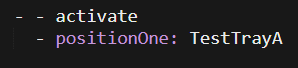 - - activate
  - positionOne: TestTrayA